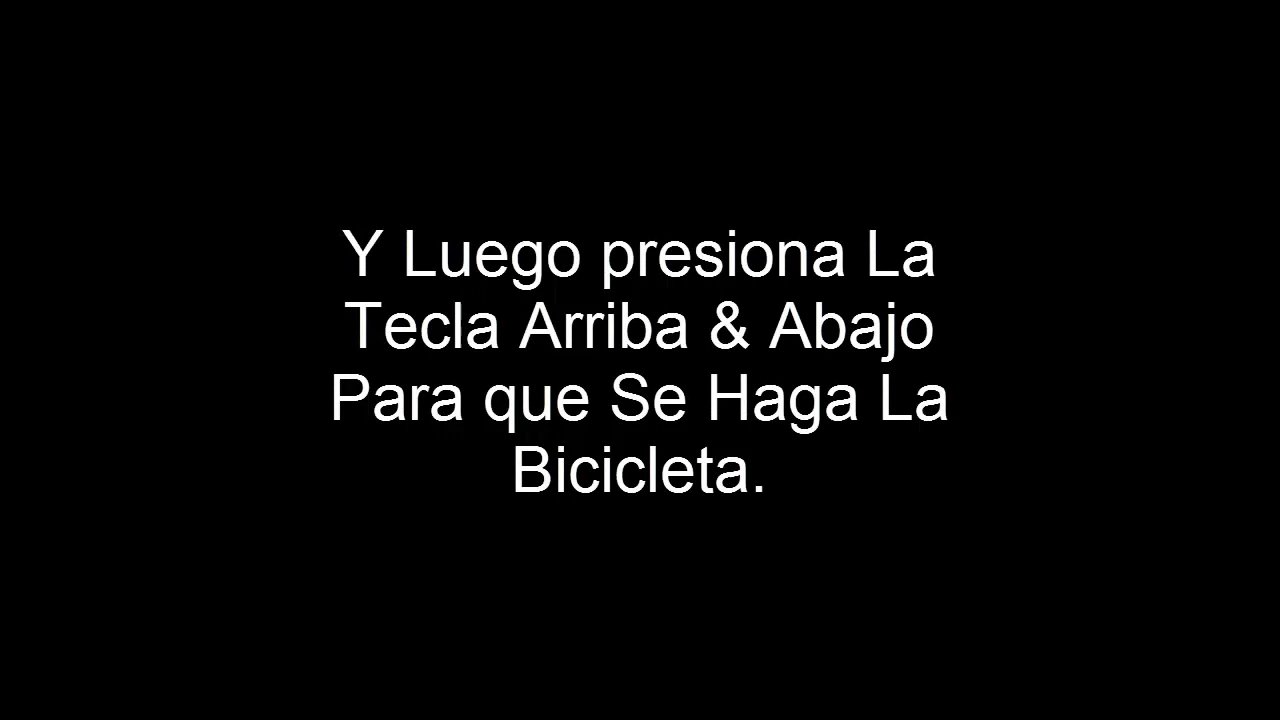 Y Luego presiona La
Tecla Arriba & Abajo
Para que Se Haga La
Bicicleta.